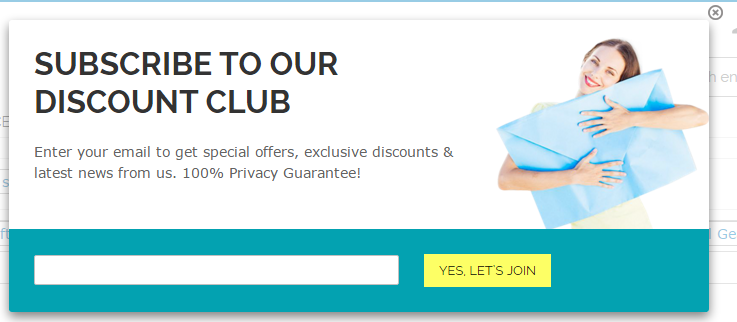 SUBSCRIBE TO OUR
DISCOUNT CLUB
Enter your email to get special offers, exclusive discounts &
latest news from us. 100% Privacy Guarantee!
YES, LET'S JOIN